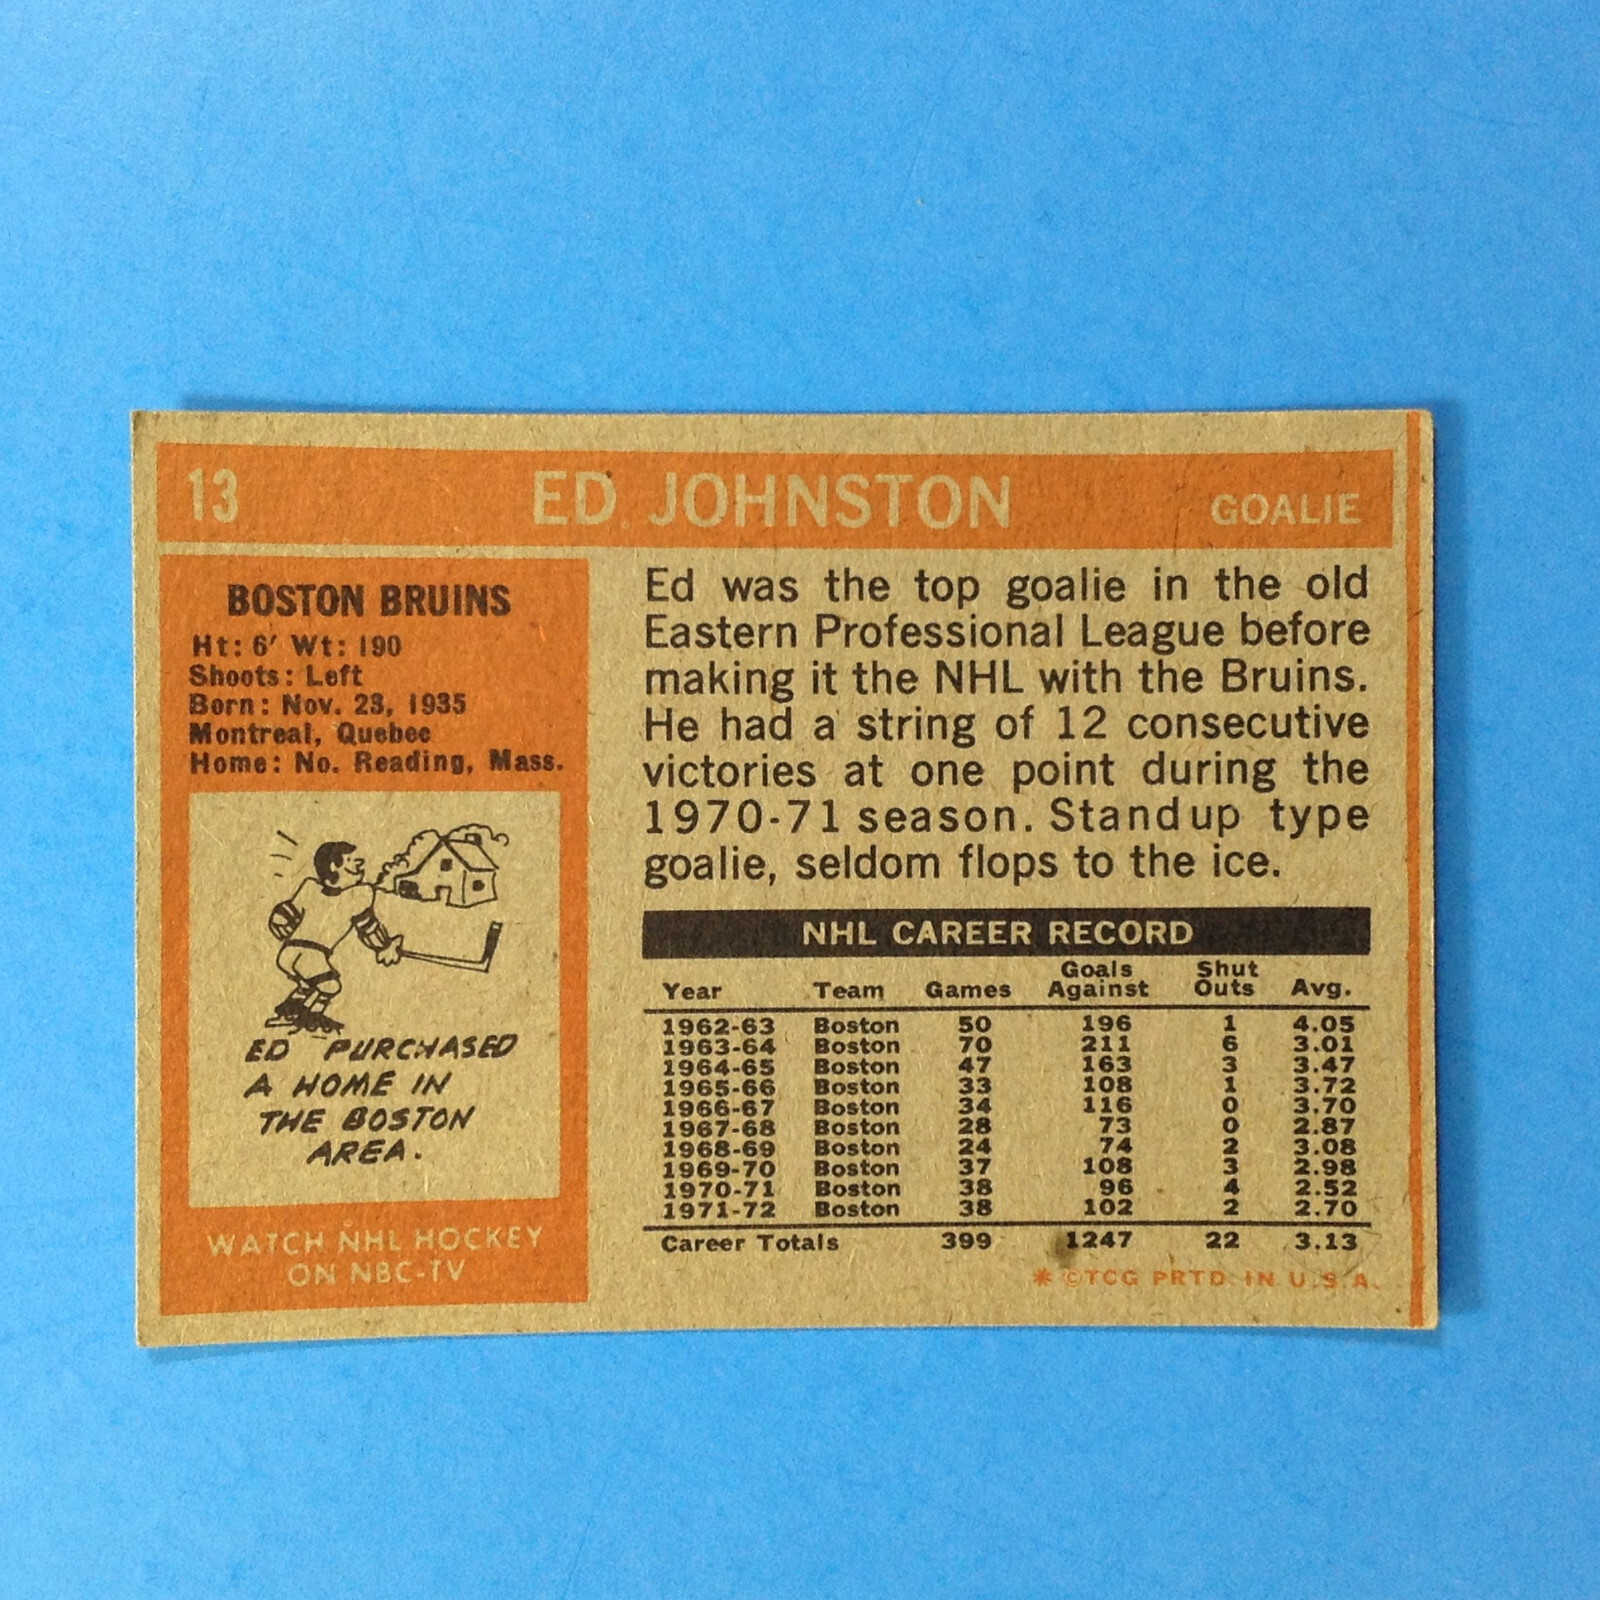 13 ED JOHNSTON GOALIE
BOSTON BRUINS
Ht: 6' Wt: 190
Shoots: Left
Born: Nov. 23, 1935
Montreal, Quebec
Home: No. Reading, Mass.
ED PURCHASED
A HOME IN
THE BOSTON
AREA.
WATCH NHL HOCKEY
ON NBC-TV
Ed was the top goalie in the old
Eastern Professional League before
making it the NHL with the Bruins.
He had a string of 12 consecutive
victories at one point during the
1970-71 season. Standup type
goalie, seldom flops to the ice.
NHL CAREER RECORD
Year Team Games Goals Against Shut Outs Avg.
1962-63 Boston 50 196 1 4.05
1963-64 Boston 70 211 6 3.01
1964-65 Boston 47 163 3 3.47
1965-66 Boston 33 108 1 3.72
1966-67 Boston 34 116 0 3.70
1967-68 Boston 28 73 0 2.87
1968-69 Boston 24 74 2 3.08
1969-70 Boston 37 108 3 2.98
1970-71 Boston 38 96 4 2.52
1971-72 Boston 38 102 2 2.70
Career Totals 399 1247 22 3.13
* ©TCG PRTD. IN U.S.A.